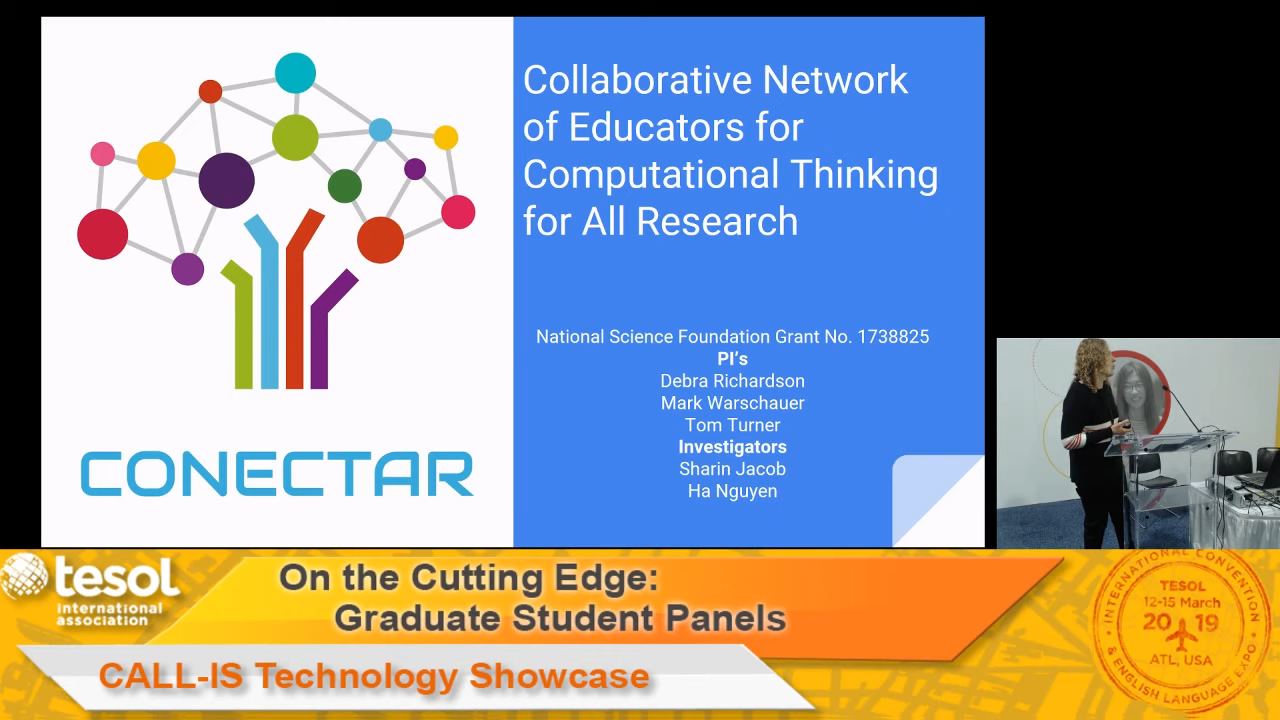 Collaborative Network
of Educators for
Computational Thinking
for All Research
National Science Foundation Grant No. 1738825
PI's
Debra Richardson
Mark Warschauer
Tom Turner
Investigators
Sharin Jacob
Ha Nguyen
CONECTAR
tesol
international
association
On the Cutting Edge:
Graduate Student Panels
CALL-IS Technology Showcase
INTERNATIONAL CONVENTION
TESOL
12-15 March
20 19
ATL, USA
& ENGLISH LANGUAGE EXPO